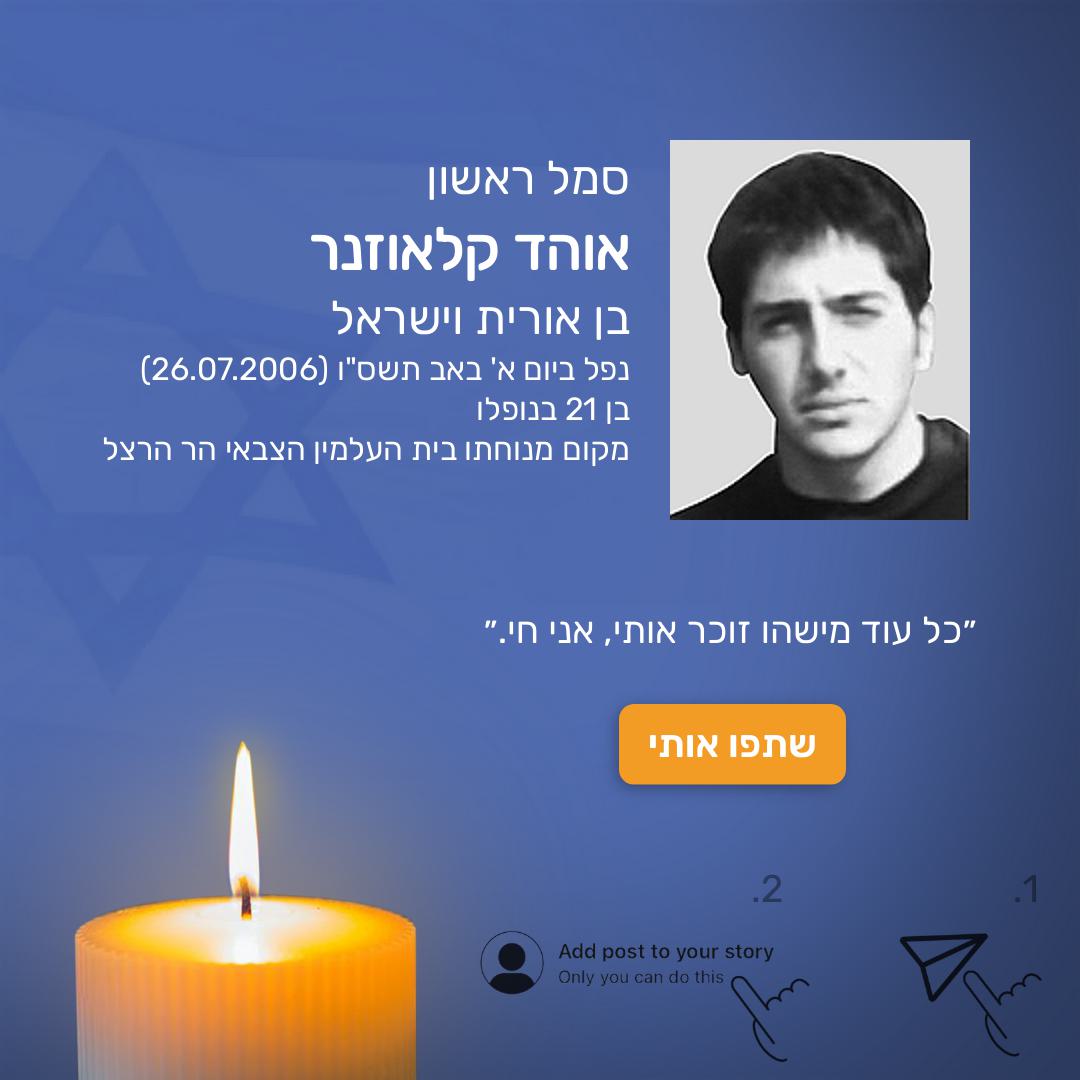 סמל ראשון
אוהד קלאוזנר
בן אורית וישראל
נפל ביום א' באב תשס"ו (26.07.2006)
בן 21 בנופלו
מקום מנוחתו בית העלמין הצבאי הר הרצל
״כל עוד מישהו זוכר אותי, אני חי.״
שתפו אותי
.1
.2
Add post to your story
Only you can do this